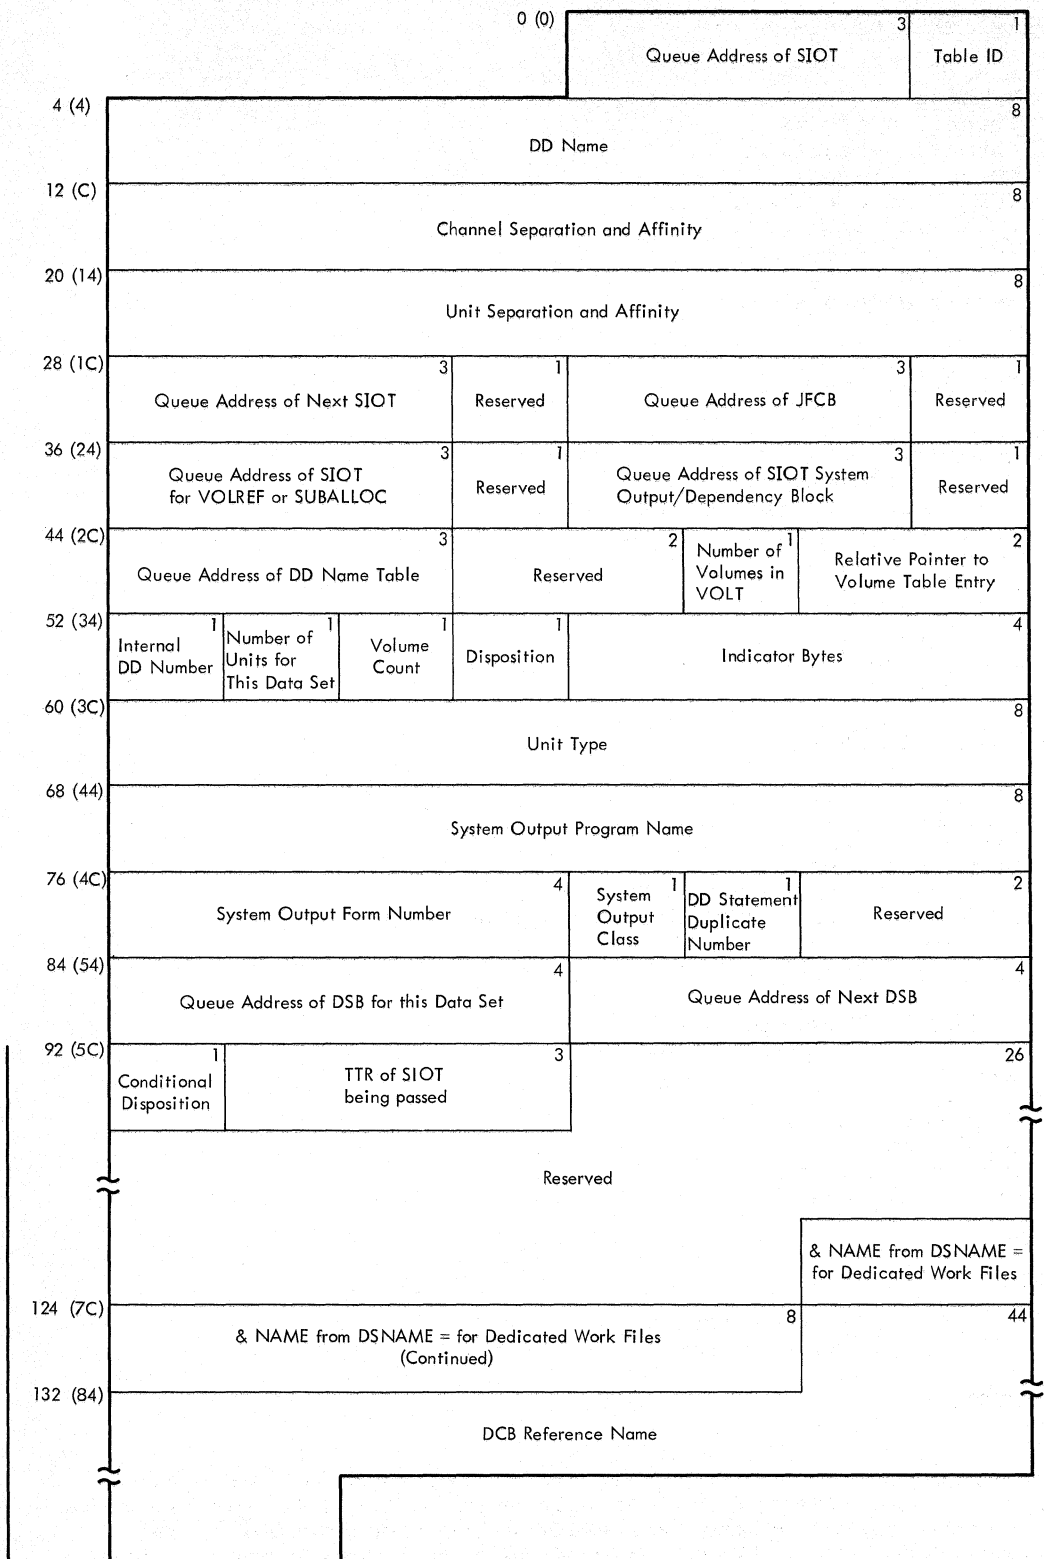 0 (0)
3
1
Queue Address of SIOT
Table ID
4 (4)
8
DD Name
12 (C)
8
Channel Separation and Affinity
20 (14)
8
Unit Separation and Affinity
28 (1C)
3
1
3
1
Queue Address of Next SIOT
Reserved
Queue Address of JFCB
Reserved
36 (24)
3
1
3
1
Queue Address of SIOT
for VOLREF or SUBALLOC
Reserved
Queue Address of SIOT System
Output/Dependency Block
Reserved
44 (2C)
3
2
1
2
Queue Address of DD Name Table
Reserved
Number of
Volumes in
VOLT
Relative Pointer to
Volume Table Entry
52 (34)
1
1
1
1
4
Internal
DD Number
Number of
Units for
This Data Set
Volume
Count
Disposition
Indicator Bytes
60 (3C)
8
Unit Type
68 (44)
8
System Output Program Name
76 (4C)
4
1
1
2
System Output Form Number
System
Output
Class
DD Statement
Duplicate
Number
Reserved
84 (54)
4
4
Queue Address of DSB for this Data Set
Queue Address of Next DSB
92 (5C)
1
3
26
Conditional
Disposition
TTR of SIOT
being passed
Reserved
& NAME from DSNAME =
for Dedicated Work Files
124 (7C)
8
44
& NAME from DSNAME = for Dedicated Work Files
(Continued)
132 (84)
DCB Reference Name